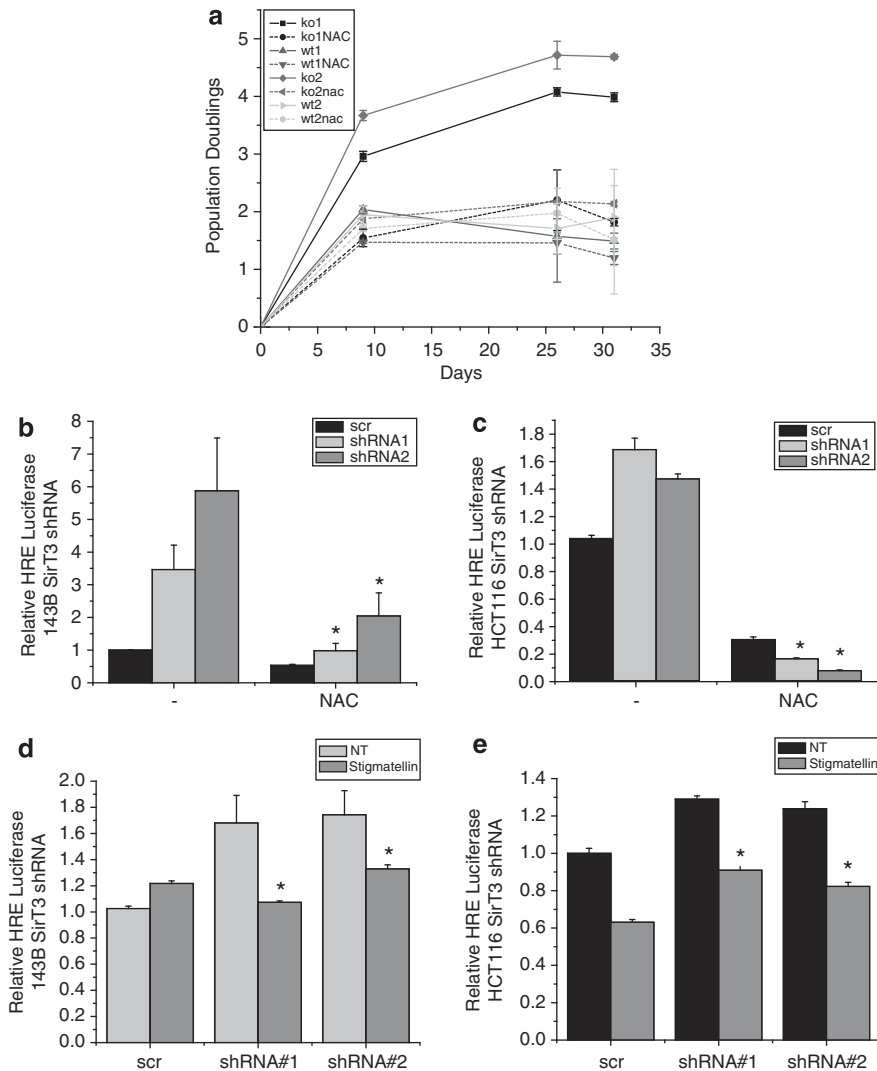 a
ko1
ko1NAC
wt1
wt1NAC
ko2
ko2nac
wt2
wt2nac
Population Doublings
5
4
3
2
1
0
0 5 10 15 20 25 30 35
Days
b
scr
shRNA1
shRNA2
Relative HRE Luciferase
143B SirT3 shRNA
8
7
6
5
4
3
2
1
0
* *
- NAC
c
scr
shRNA1
shRNA2
Relative HRE Luciferase
HCT116 SirT3 shRNA
1.8
1.6
1.4
1.2
1.0
0.8
0.6
0.4
0.2
0.0
* *
- NAC
d
NT
Stigmatellin
Relative HRE Luciferase
143B SirT3 shRNA
2.0
1.8
1.6
1.4
1.2
1.0
0.8
0.6
0.4
0.2
0.0
* *
scr shRNA#1 shRNA#2
e
NT
Stigmatellin
Relative HRE Luciferase
HCT116 SirT3 shRNA
1.4
1.2
1.0
0.8
0.6
0.4
0.2
0.0
* *
scr shRNA#1 shRNA#2